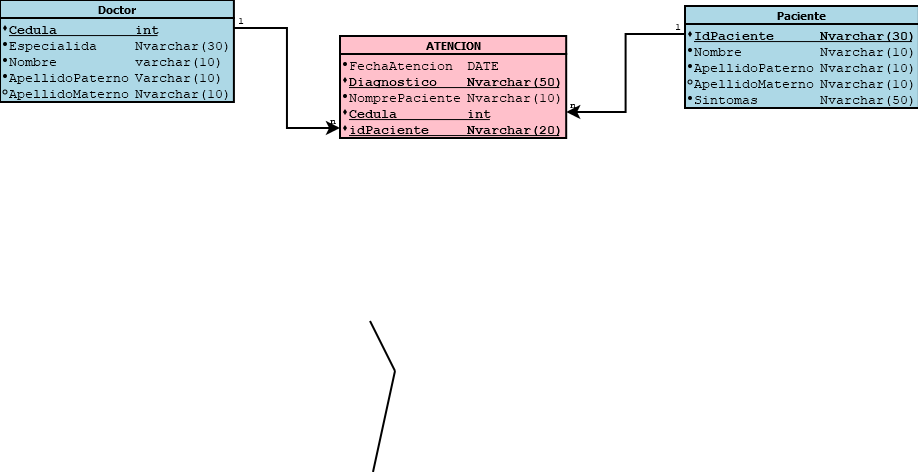 Doctor
Cedula int
Especialida Nvarchar(30)
Nombre varchar(10)
ApellidoPaterno Varchar(10)
ApellidoMaterno Nvarchar(10)
1
n
ATENCION
FechaAtencion DATE
Diagnostico Nvarchar(50)
NomprePaciente Nvarchar(10)
Cedula int
idPaciente Nvarchar(20)
n
1
Paciente
IdPaciente Nvarchar(30)
Nombre Nvarchar(10)
ApellidoPaterno Nvarchar(10)
ApellidoMaterno Nvarchar(10)
Sintomas Nvarchar(50)